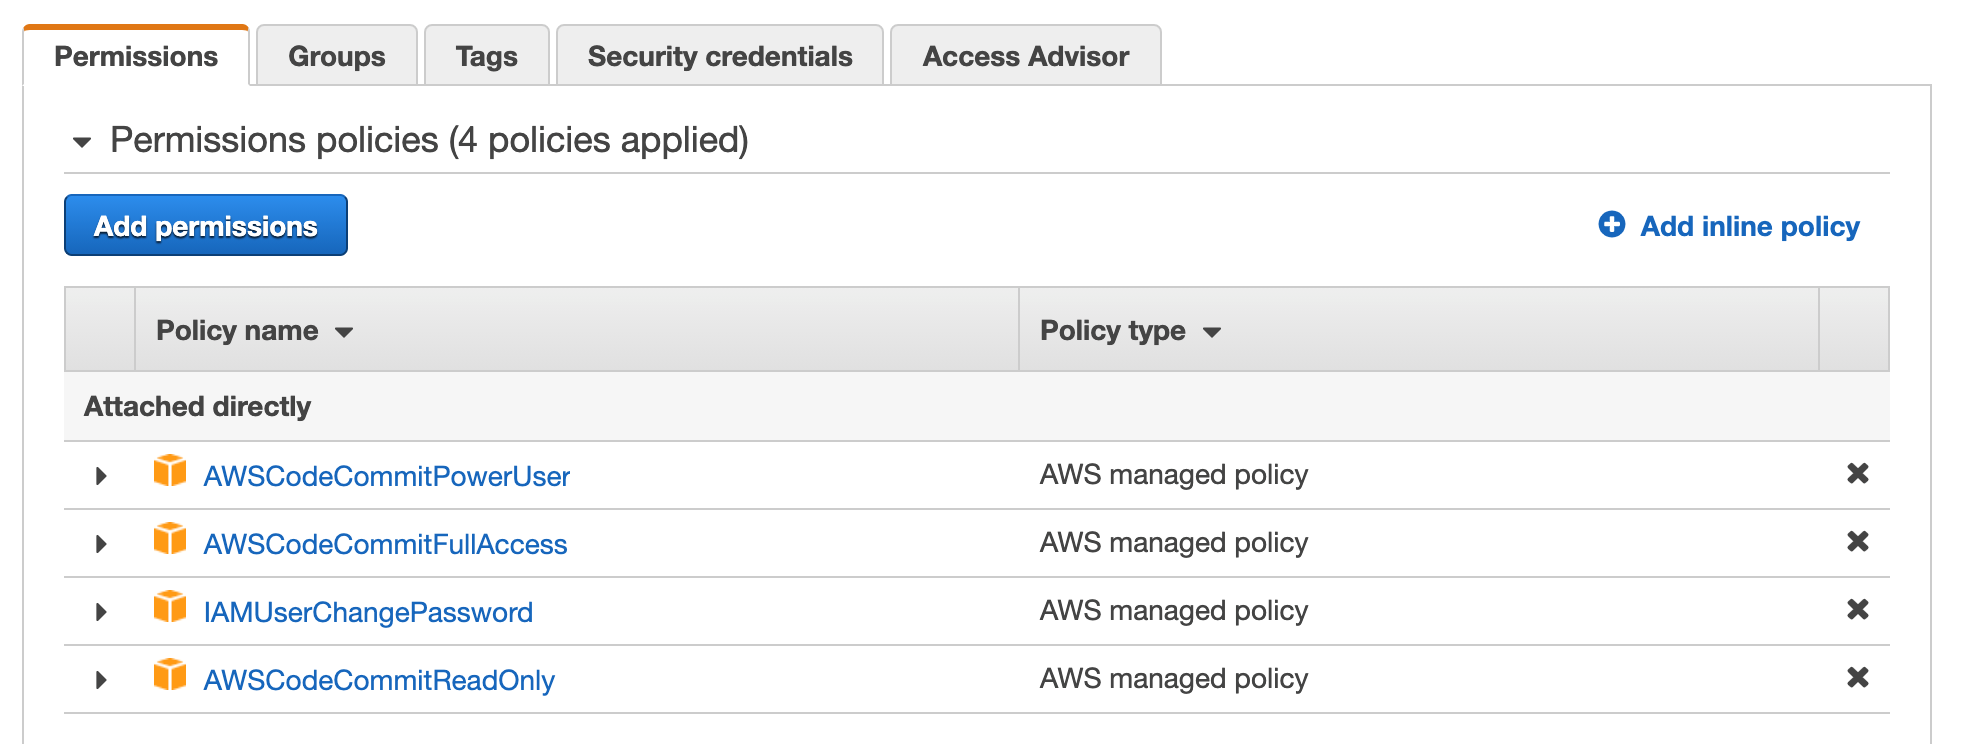 Permissions Groups Tags Security credentials Access Advisor
Permissions policies (4 policies applied)
Add permissions Add inline policy
Policy name Policy type
Attached directly
AWSCodeCommitPowerUser AWS managed policy
AWSCodeCommitFullAccess AWS managed policy
IAMUserChangePassword AWS managed policy
AWSCodeCommitReadOnly AWS managed policy